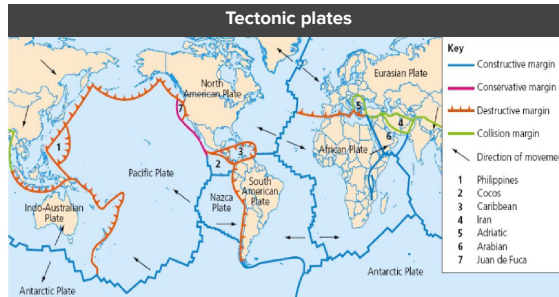 Tectonic plates
Key
Constructive margin
Conservative margin
Destructive margin
Collision margin
Direction of movemen
1 Philippines
2 Cocos
3 Caribbean
4 Iran
5 Adriatic
6 Arabian
7 Juan de Fuca
North
American Plate
Eurasian Plate
7
5
4
6
1
3
2
African Plate
Pacific Plate
Nazca
Plate
South
American
Plate
Indo-Australian
Plate
Antarctic Plate
Antarctic Plate